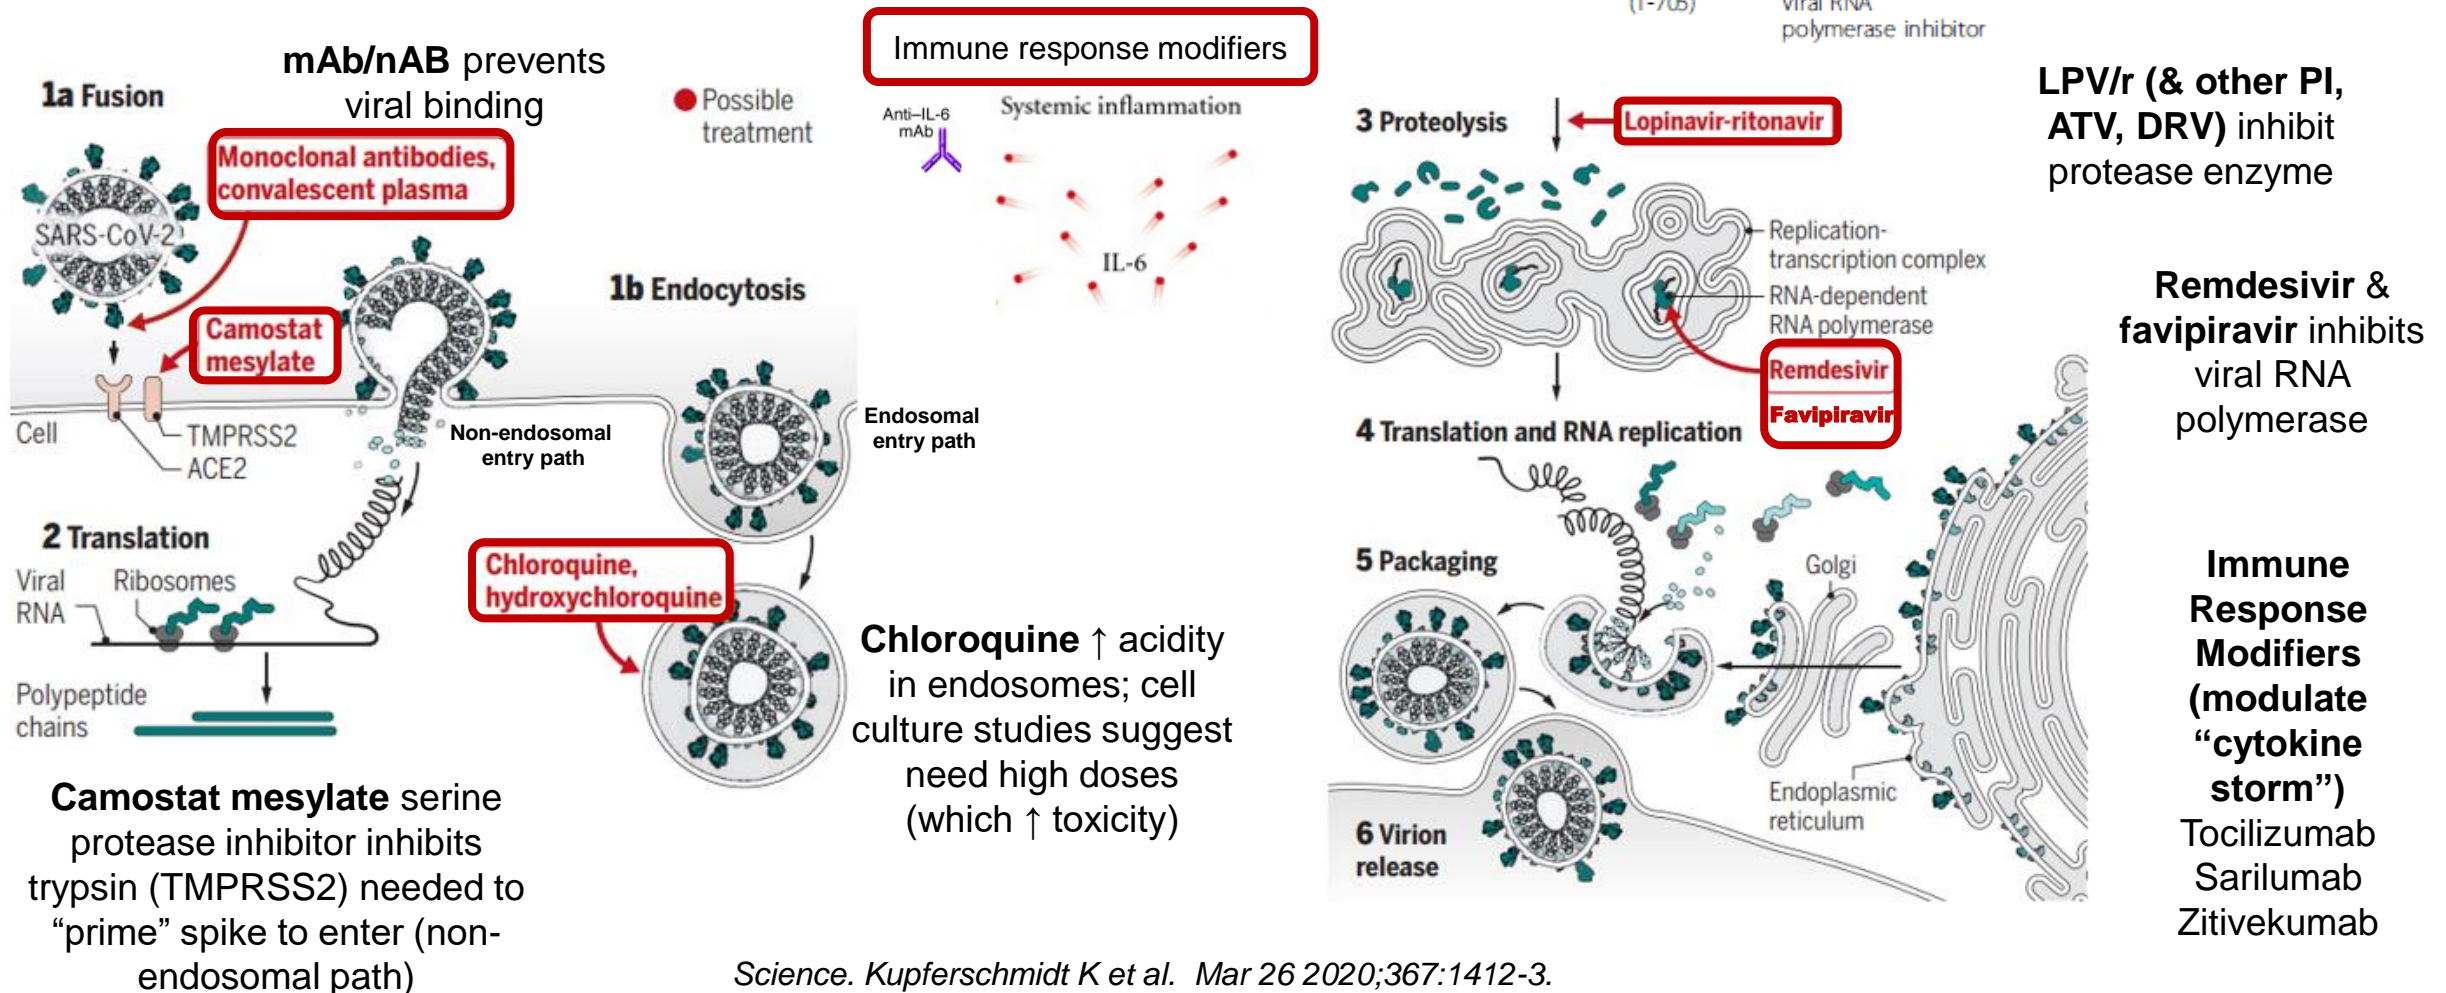 (T-705)
viral RNA
polymerase inhibitor
mAb/nAB prevents
viral binding
Immune response modifiers
1a Fusion
Possible
treatment
Monoclonal antibodies,
convalescent plasma
SARS-CoV-2
Camostat
mesylate
Cell
TMPRSS2
ACE2
Non-endosomal
entry path
1b Endocytosis
Endosomal
entry path
Anti–IL-6
mAb
Systemic inflammation
IL-6
2 Translation
Viral
RNA
Ribosomes
Polypeptide
chains
Chloroquine,
hydroxychloroquine
Chloroquine ↑ acidity
in endosomes; cell
culture studies suggest
need high doses
(which ↑ toxicity)
Camostat mesylate serine
protease inhibitor inhibits
trypsin (TMPRSS2) needed to
“prime” spike to enter (non-
endosomal path)
3 Proteolysis
Lopinavir-ritonavir
Replication-
transcription complex
RNA-dependent
RNA polymerase
Remdesivir
Favipiravir
4 Translation and RNA replication
5 Packaging
Golgi
Endoplasmic
reticulum
6 Virion
release
LPV/r (& other PI,
ATV, DRV) inhibit
protease enzyme
Remdesivir &
favipiravir inhibits
viral RNA
polymerase
Immune
Response
Modifiers
(modulate
“cytokine
storm”)
Tocilizumab
Sarilumab
Zitivekumab
Science. Kupferschmidt K et al. Mar 26 2020;367:1412-3.